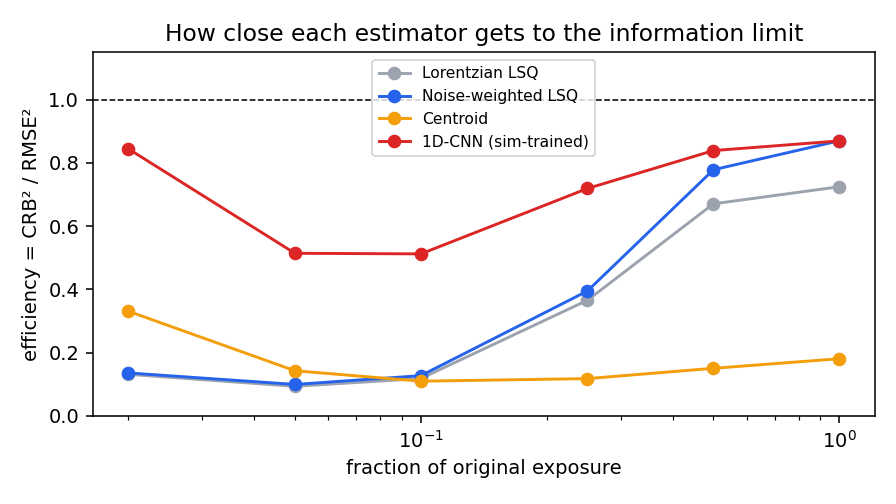 How close each estimator gets to the information limit
efficiency = CRB² / RMSE²
1.0
0.8
0.6
0.4
0.2
0.0
Lorentzian LSQ
Noise-weighted LSQ
Centroid
1D-CNN (sim-trained)
10⁻¹
10⁰
fraction of original exposure